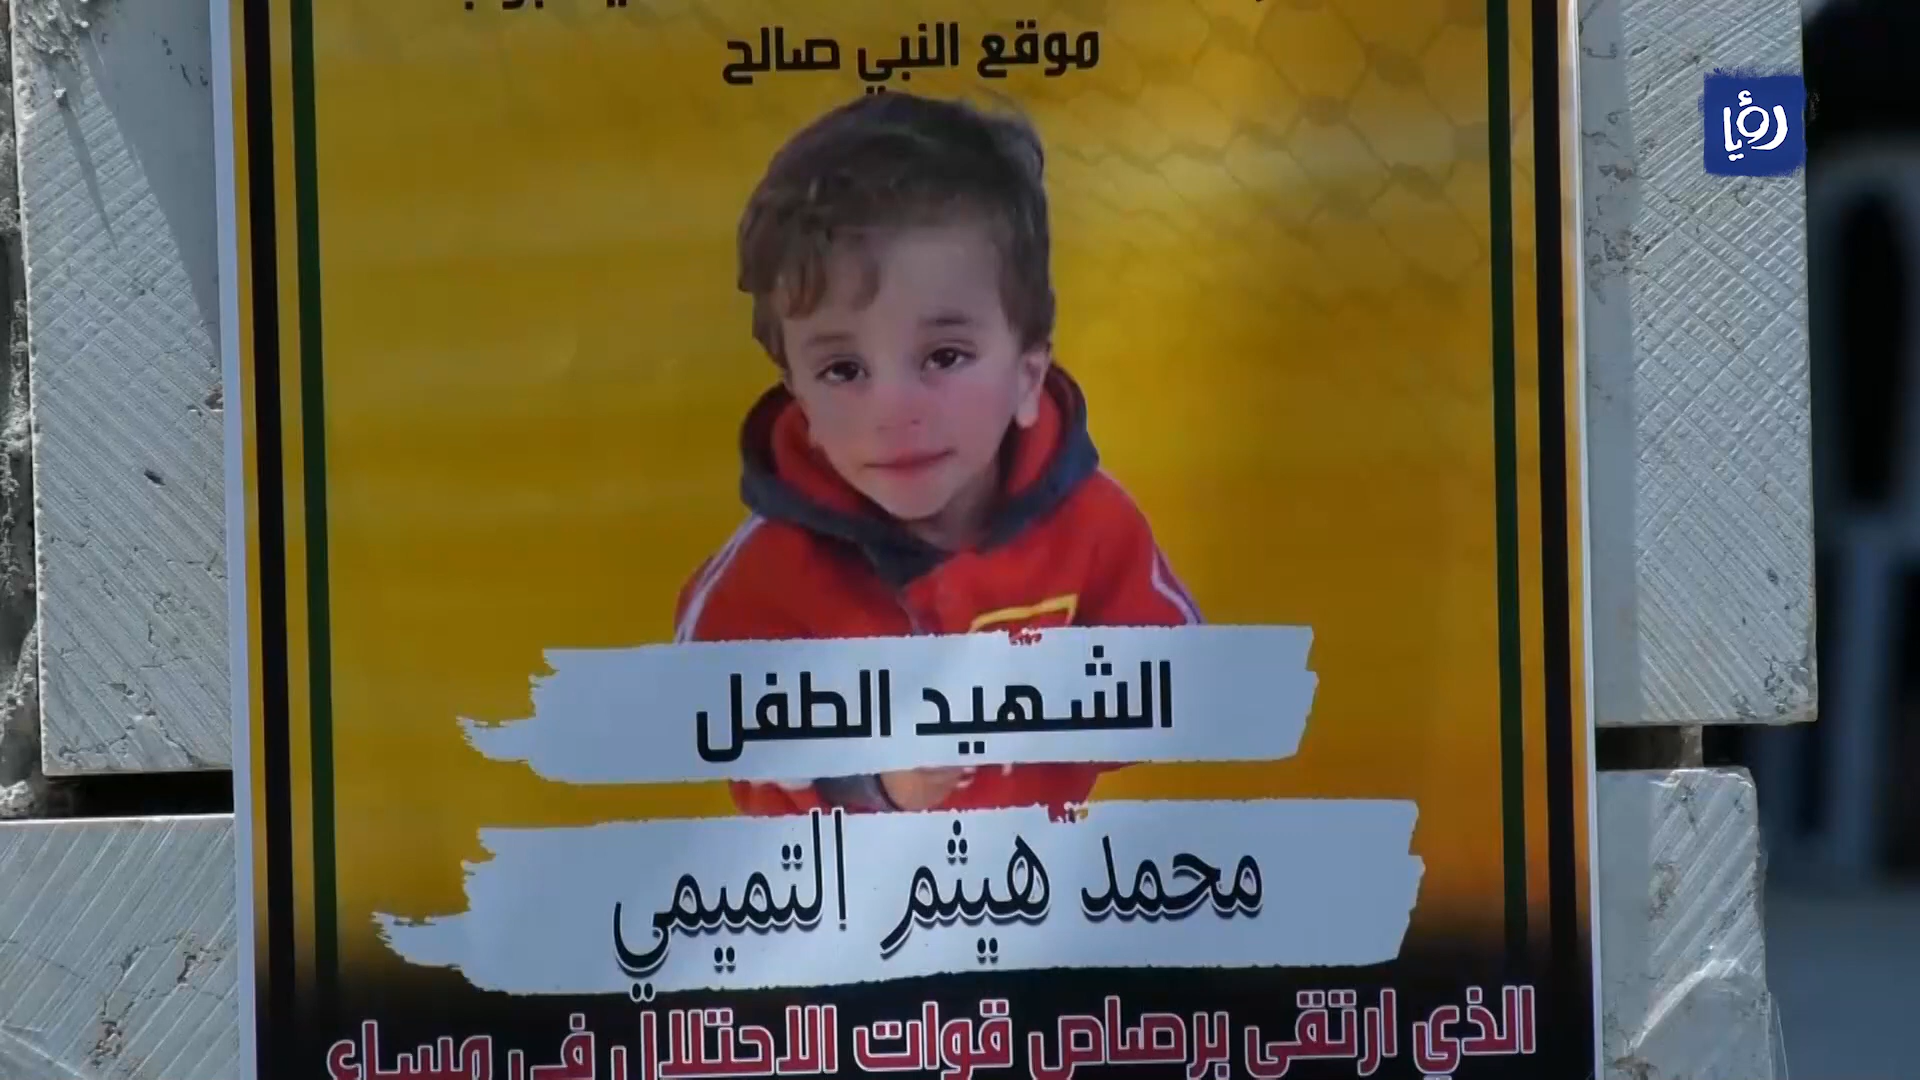 موقع النبي صالح
رؤيا
الشهيد الطفل
محمد هيثم التميمي
الذي ارتقى برصاص قوات الاحتلال في مساء